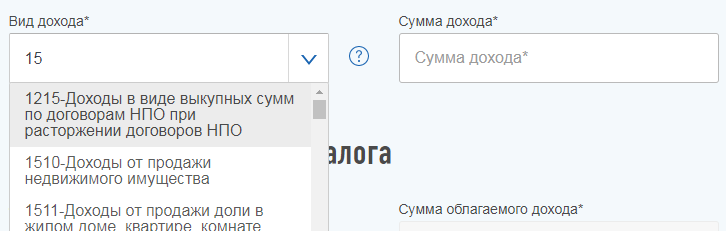 Вид дохода*
Сумма дохода*
15
?
Сумма дохода*
1215-Доходы в виде выкупных сумм
по договорам НПО при
расторжении договоров НПО
алога
1510-Доходы от продажи
недвижимого имущества
1511-Доходы от продажи доли в
жилом доме, квартире, комнате,
Сумма облагаемого дохода*